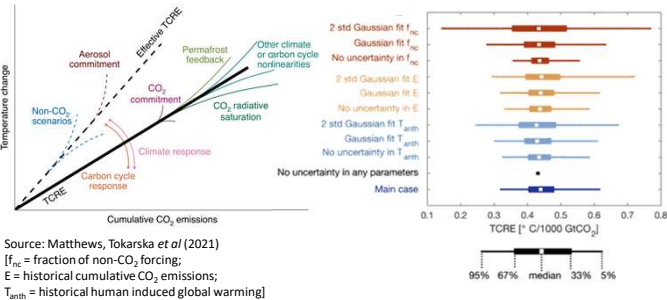 Temperature change
Aerosol
commitment
Effective TCRE
Permafrost
feedback
Other climate
or carbon cycle
nonlinearities
CO2
commitment
CO2 radiative
saturation
Non-CO2
scenarios
Climate response
Carbon cycle
response
TCRE
Cumulative CO2 emissions
Source: Matthews, Tokarska et al (2021)
[fnc = fraction of non-CO2 forcing;
E = historical cumulative CO2 emissions;
Tanth = historical human induced global warming]
2 std Gaussian fit fnc
Gaussian fit fnc
No uncertainty in fnc
2 std Gaussian fit E
Gaussian fit E
No uncertainty in E
2 std Gaussian fit Tanth
Gaussian fit Tanth
No uncertainty in Tanth
No uncertainty in any parameters
Main case
0.1 0.2 0.3 0.4 0.5 0.6 0.7 0.8
TCRE [° C/1000 GtCO2]
95% 67% median 33% 5%